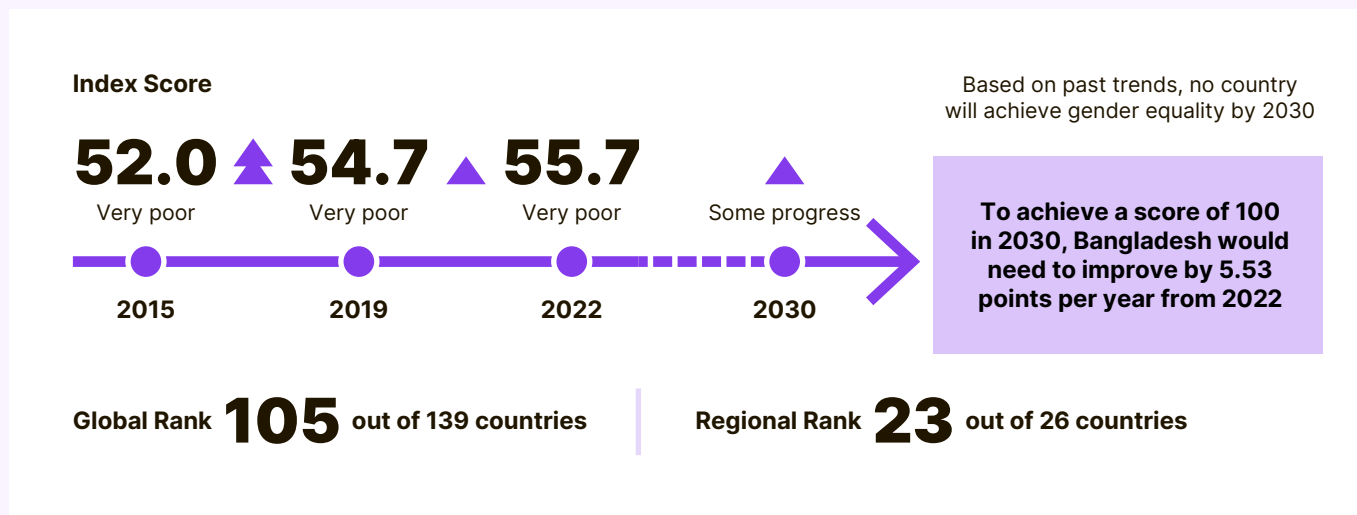 Index Score
52.0 54.7 55.7
Very poor Very poor Very poor Some progress
2015 2019 2022 2030
Based on past trends, no country
will achieve gender equality by 2030
To achieve a score of 100
in 2030, Bangladesh would
need to improve by 5.53
points per year from 2022
Global Rank 105 out of 139 countries
Regional Rank 23 out of 26 countries